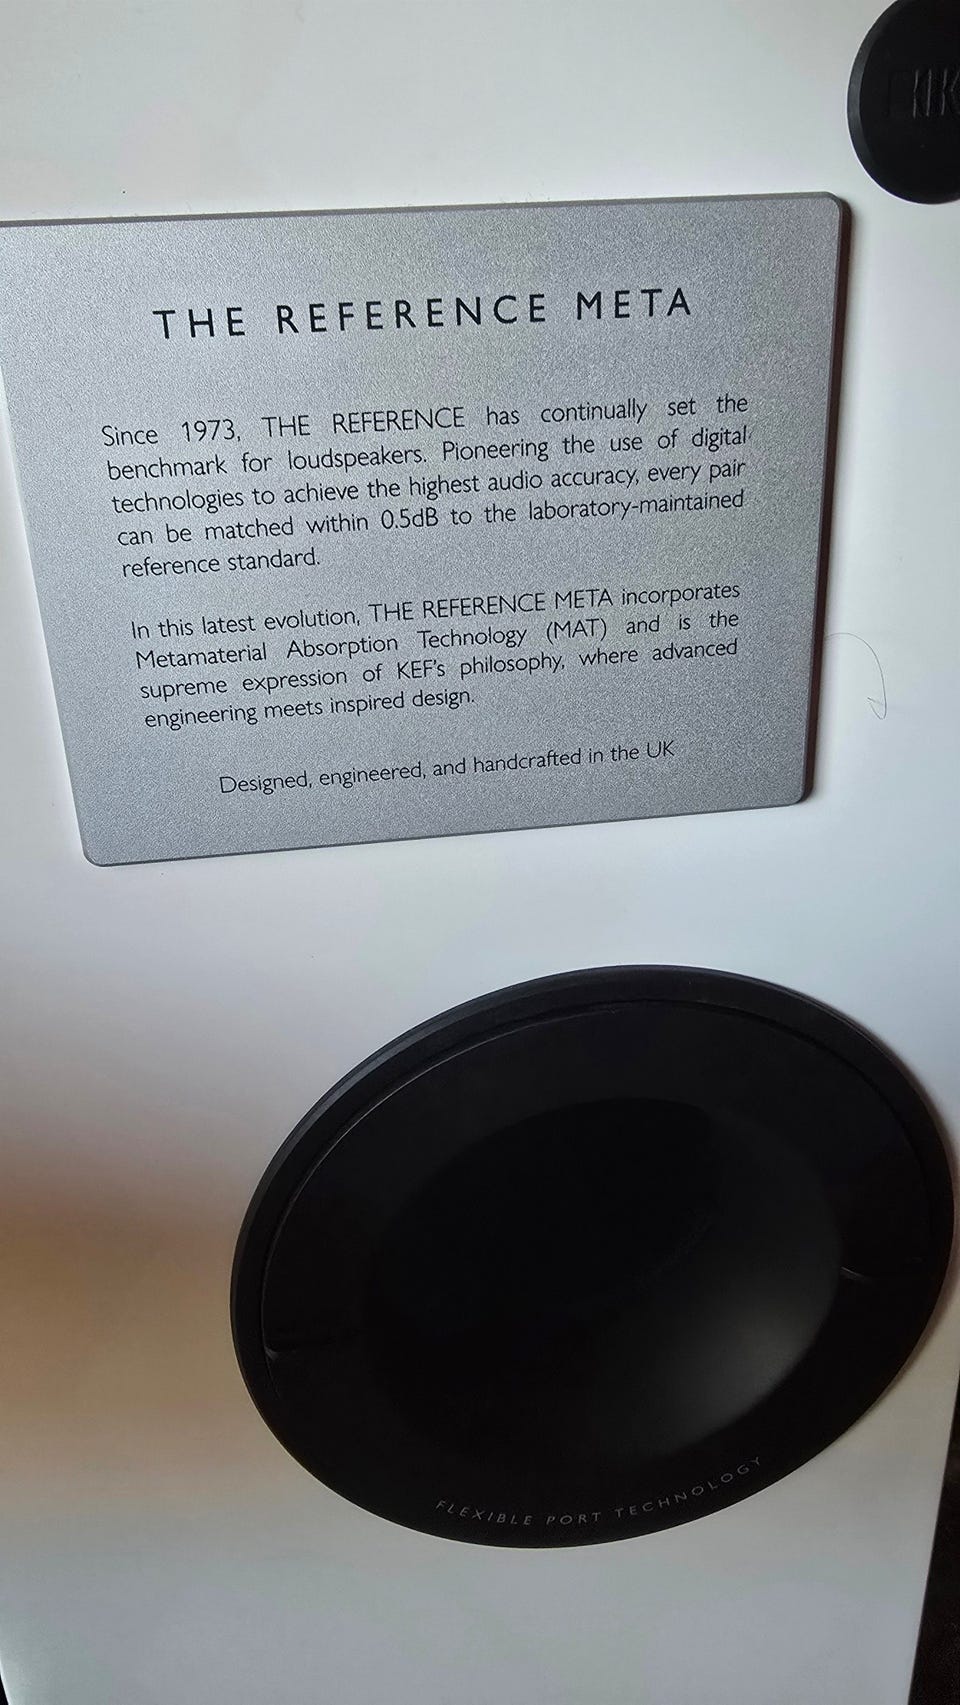 THE REFERENCE META
Since 1973, THE REFERENCE has continually set the
benchmark for loudspeakers. Pioneering the use of digital
technologies to achieve the highest audio accuracy, every pair
can be matched within 0.5dB to the laboratory-maintained
reference standard.
In this latest evolution, THE REFERENCE META incorporates
Metamaterial Absorption Technology (MAT) and is the
supreme expression of KEF's philosophy, where advanced
engineering meets inspired design.
Designed, engineered, and handcrafted in the UK
FLEXIBLE PORT TECHNOLOGY